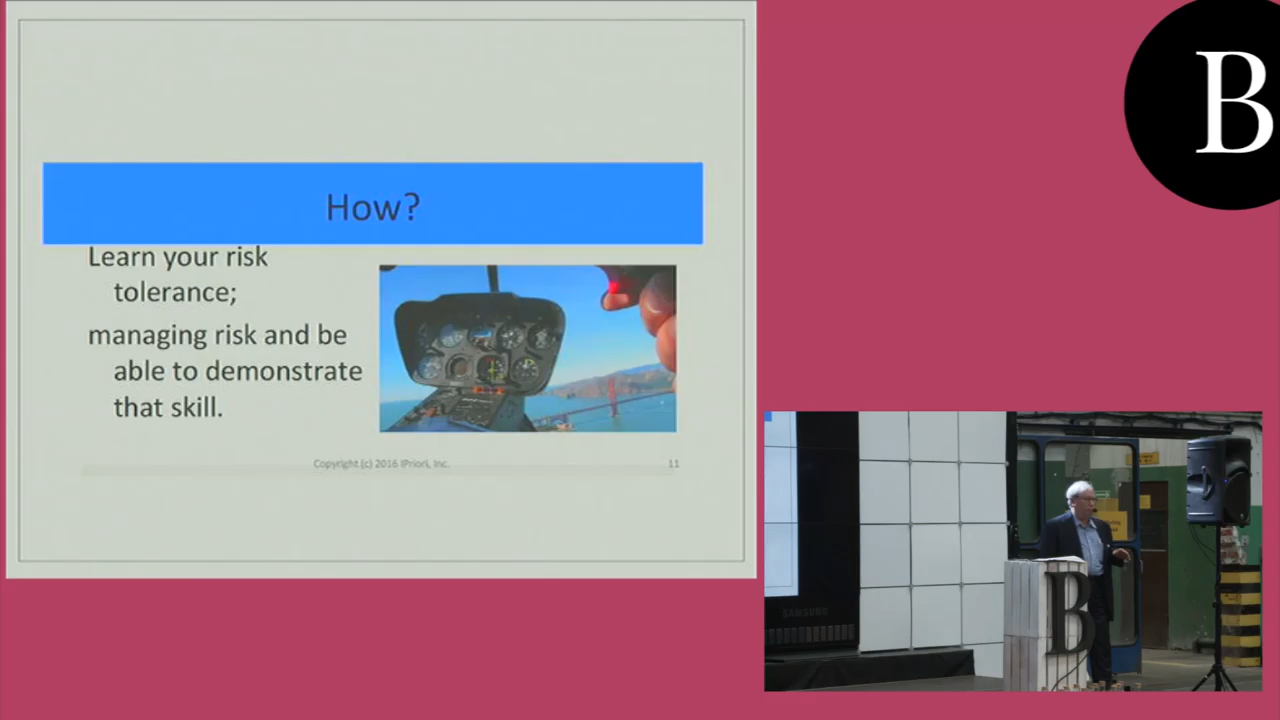 B
How?
Learn your risk
tolerance;
managing risk and be
able to demonstrate
that skill.
Copyright (c) 2016 IPriori, Inc.
11
SAMSUNG
B